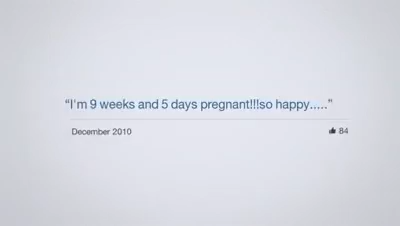 “I'm 9 weeks and 5 days pregnant!!!so happy.....”
December 2010 84